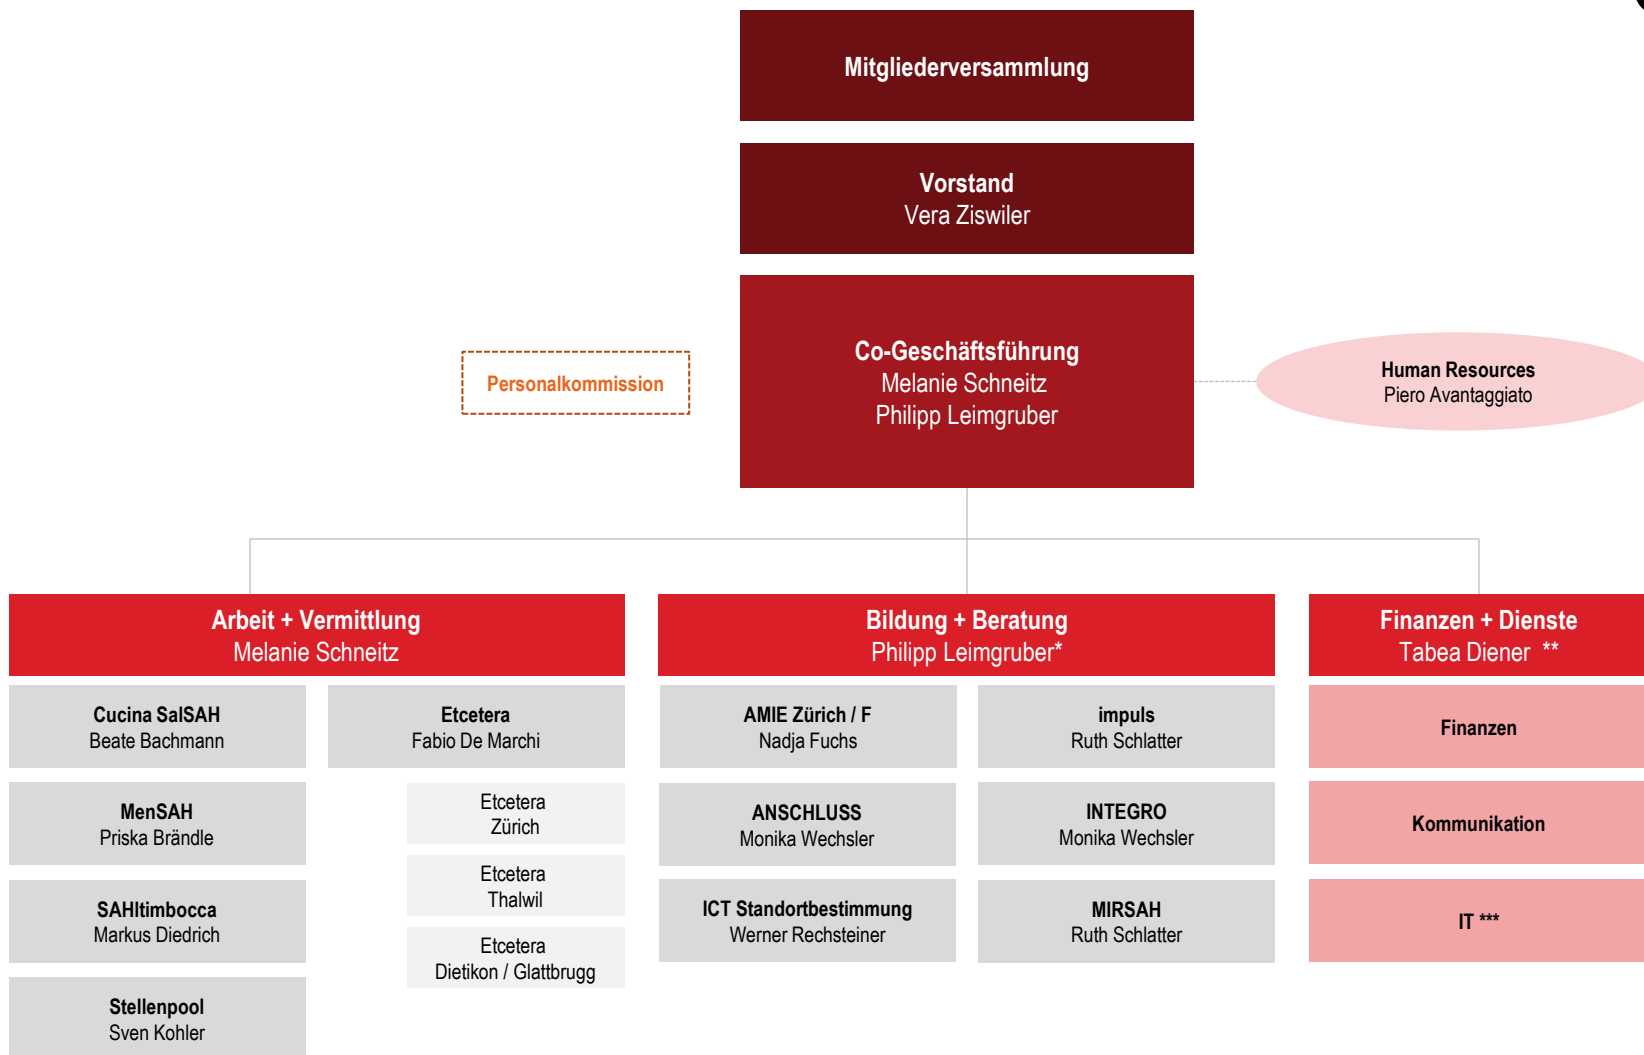 Mitgliederversammlung
Vorstand
Vera Ziswiler
Co-Geschäftsführung
Melanie Schneitz
Philipp Leimgruber
Personalkommission
Human Resources
Piero Avantaggiato
Arbeit + Vermittlung
Melanie Schneitz
Cucina SalSAH
Beate Bachmann
MenSAH
Priska Brändle
SAHltimbocca
Markus Diedrich
Stellenpool
Sven Kohler
Etcetera
Fabio De Marchi
Etcetera
Zürich
Etcetera
Thalwil
Etcetera
Dietikon / Glattbrugg
Bildung + Beratung
Philipp Leimgruber*
AMIE Zürich / F
Nadja Fuchs
ANSCHLUSS
Monika Wechsler
ICT Standortbestimmung
Werner Rechsteiner
impuls
Ruth Schlatter
INTEGRO
Monika Wechsler
MIRSAH
Ruth Schlatter
Finanzen + Dienste
Tabea Diener **
Finanzen
Kommunikation
IT ***